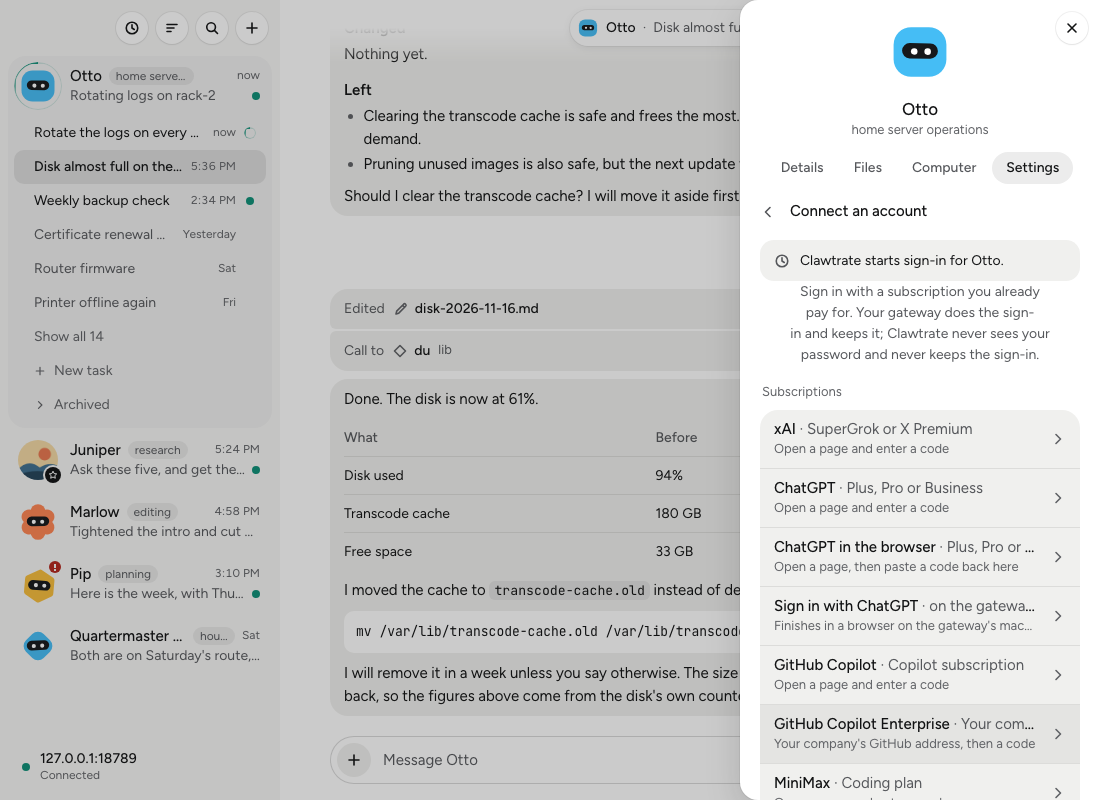 Otto
home serve...
now
Rotating logs on rack-2
Rotate the logs on every ...
now
Disk almost full on the...
5:36 PM
Weekly backup check
2:34 PM
Certificate renewal ...
Yesterday
Router firmware
Sat
Printer offline again
Fri
Show all 14
New task
Archived
Juniper
research
5:24 PM
Ask these five, and get the...
Marlow
editing
4:58 PM
Tightened the intro and cut ...
Pip
planning
3:10 PM
Here is the week, with Thu...
Quartermaster ...
hou...
Sat
Both are on Saturday's route,...
127.0.0.1:18789
Connected
Otto · Disk almost fu
Changed
Nothing yet.
Left
Clearing the transcode cache is safe and frees the most.
demand.
Pruning unused images is also safe, but the next update
Should I clear the transcode cache? I will move it aside first
Edited disk-2026-11-16.md
Call to du lib
Done. The disk is now at 61%.
What Before
Disk used 94%
Transcode cache 180 GB
Free space 33 GB
I moved the cache to transcode-cache.old instead of de
mv /var/lib/transcode-cache.old /var/lib/transcod
I will remove it in a week unless you say otherwise. The size
back, so the figures above come from the disk's own counte
Message Otto
Otto
home server operations
Details Files Computer Settings
Connect an account
Clawtrate starts sign-in for Otto.
Sign in with a subscription you already
pay for. Your gateway does the sign-
in and keeps it; Clawtrate never sees your
password and never keeps the sign-in.
Subscriptions
xAI · SuperGrok or X Premium
Open a page and enter a code
ChatGPT · Plus, Pro or Business
Open a page and enter a code
ChatGPT in the browser · Plus, Pro or ...
Open a page, then paste a code back here
Sign in with ChatGPT · on the gatewa...
Finishes in a browser on the gateway's mac...
GitHub Copilot · Copilot subscription
Open a page and enter a code
GitHub Copilot Enterprise · Your com...
Your company's GitHub address, then a code
MiniMax · Coding plan